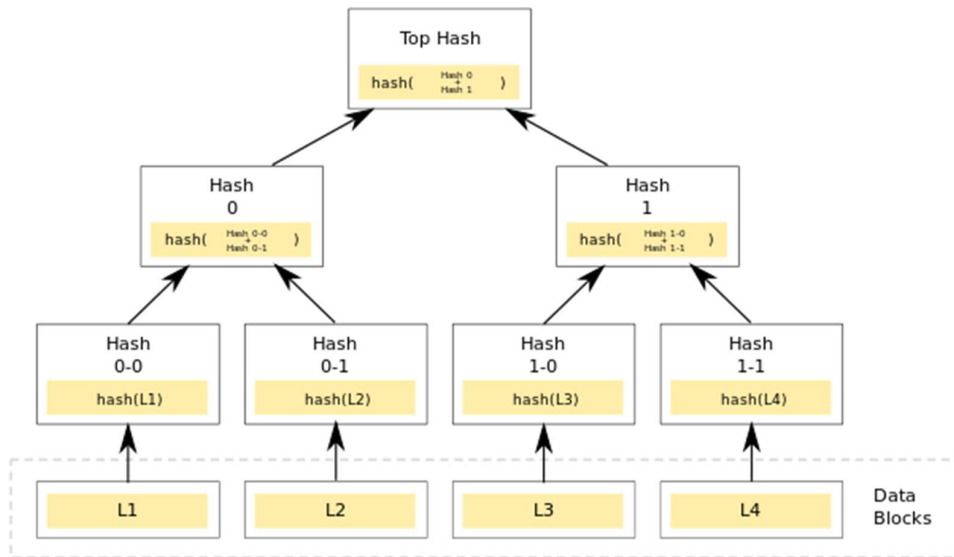 Top Hash
hash( Hash 0 + Hash 1 )
Hash
0
hash( Hash 0-0 + Hash 0-1 )
Hash
1
hash( Hash 1-0 + Hash 1-1 )
Hash
0-0
hash(L1)
Hash
0-1
hash(L2)
Hash
1-0
hash(L3)
Hash
1-1
hash(L4)
L1
L2
L3
L4
Data
Blocks